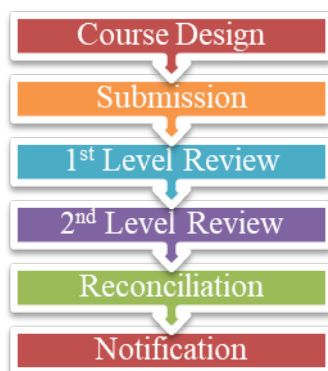 Course Design
Submission
1st Level Review
2nd Level Review
Reconciliation
Notification